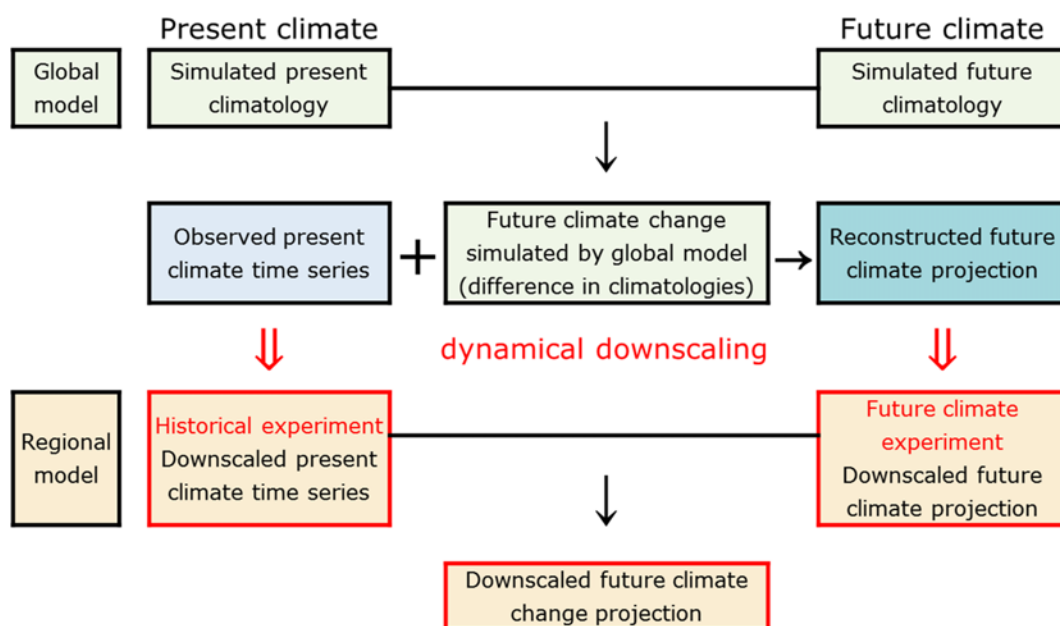 Present climate
Future climate
Global
model
Simulated present
climatology
Simulated future
climatology
↓
Observed present
climate time series
+
Future climate change
simulated by global model
(difference in climatologies)
→
Reconstructed future
climate projection
⇓
dynamical downscaling
⇓
Regional
model
Historical experiment
Downscaled present
climate time series
Future climate
experiment
Downscaled future
climate projection
↓
Downscaled future climate
change projection